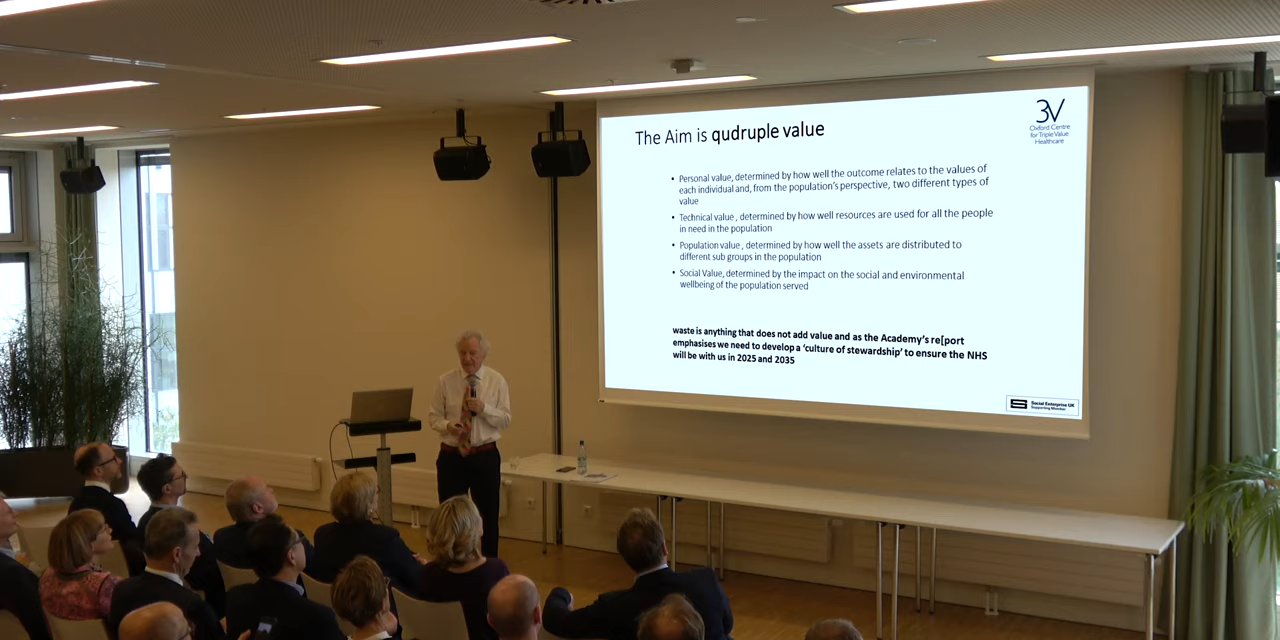 The Aim is qudruple value
3V
Oxford Centre
for Triple Value
Healthcare
• Personal value, determined by how well the outcome relates to the values of
each individual and, from the population's perspective, two different types of
value
• Technical value , determined by how well resources are used for all the people
in need in the population
• Population value , determined by how well the assets are distributed to
different sub groups in the population
• Social Value, determined by the impact on the social and environmental
wellbeing of the population served
waste is anything that does not add value and as the Academy's re[port
emphasises we need to develop a 'culture of stewardship' to ensure the NHS
will be with us in 2025 and 2035
Social Enterprise UK
Supporting Member